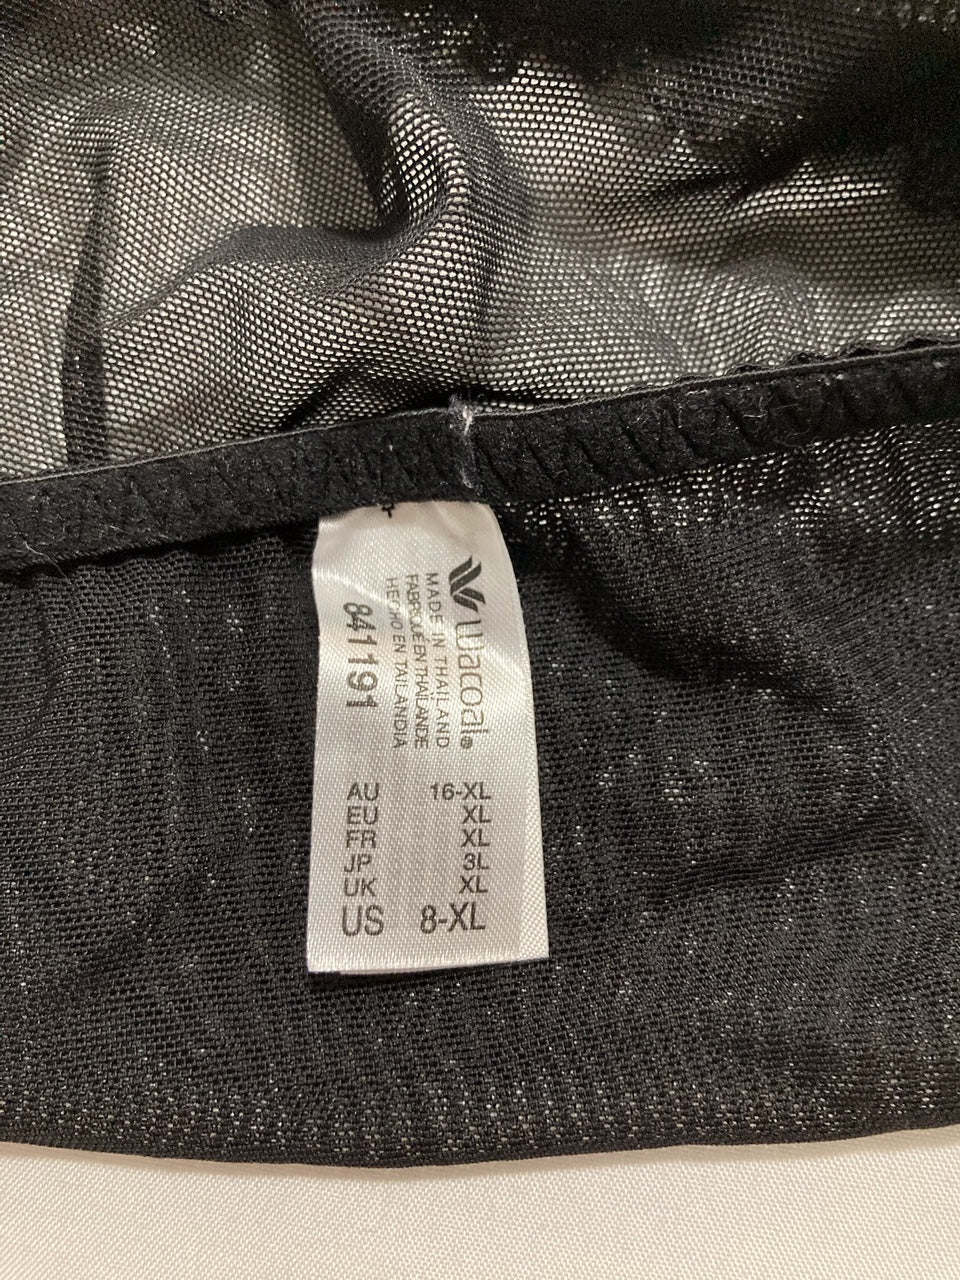 wacoal®
MADE IN THAILAND
FABRIQUÉ EN THAÏLANDE
HECHO EN TAILANDIA
841191
AU 16-XL
EU XL
FR XL
JP 3L
UK XL
US 8-XL